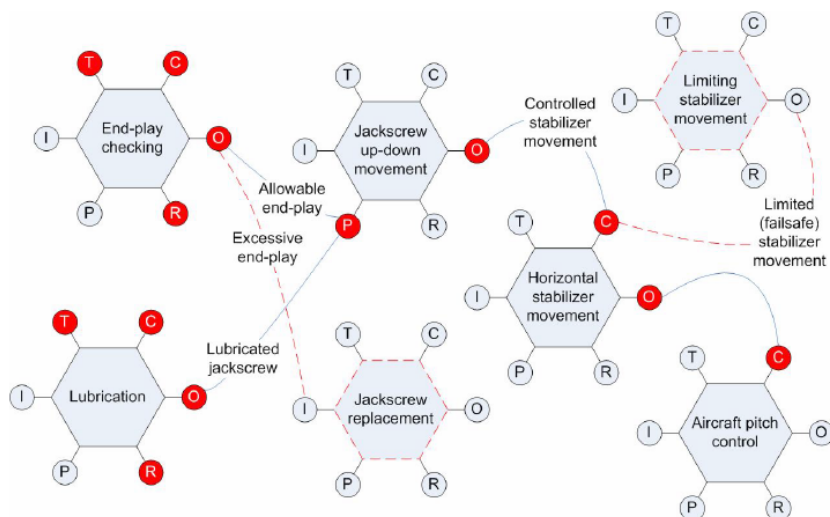 T
C
End-play
checking
I
O
P
R
Allowable
end-play
Excessive
end-play
T
C
Jackscrew
up-down
movement
I
O
P
R
Controlled
stabilizer
movement
T
C
Limiting
stabilizer
movement
I
O
P
R
Limited
(failsafe)
stabilizer
movement
T
C
Horizontal
stabilizer
movement
I
O
P
R
T
C
Lubrication
I
O
P
R
Lubricated
jackscrew
T
C
Jackscrew
replacement
I
O
P
R
T
C
Aircraft pitch
control
I
O
P
R